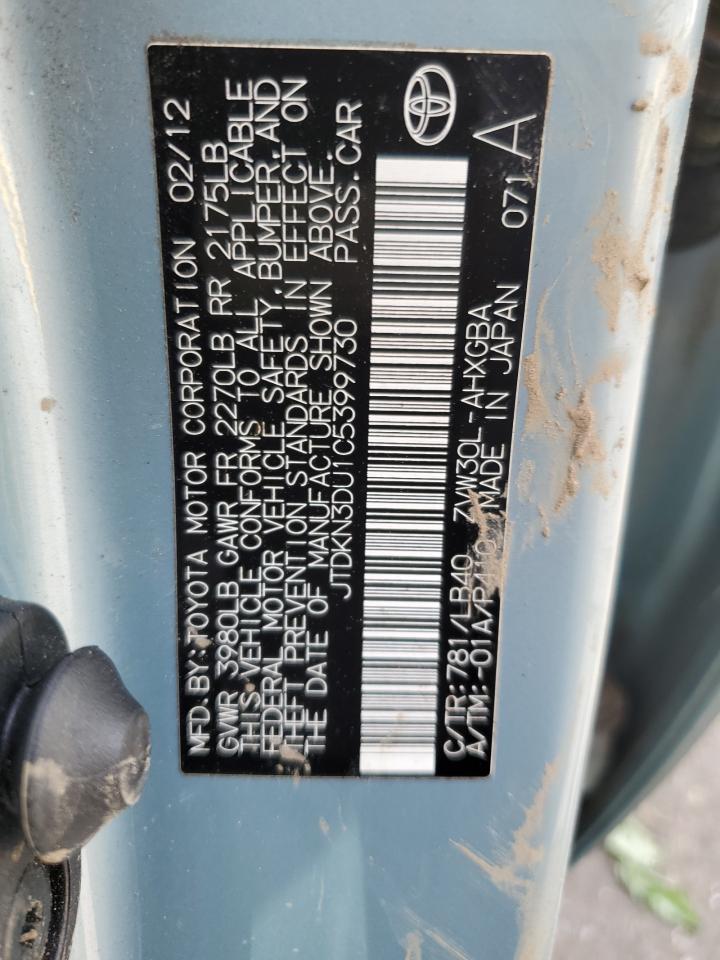 MFD.BY:TOYOTA MOTOR CORPORATION 02/12
GVWR 3980LB GAWR FR 2270LB RR 2175LB
THIS VEHICLE CONFORMS TO ALL APPLICABLE
FEDERAL MOTOR VEHICLE SAFETY,BUMPER,AND
THEFT PREVENTION STANDARDS IN EFFECT ON
THE DATE OF MANUFACTURE SHOWN ABOVE.
JTDKN3DU1C5399730 PASS.CAR
C/TR:781/LB40 ZVW30L-AHXGBA
A/TM:-01A/P410 MADE IN JAPAN 071 A